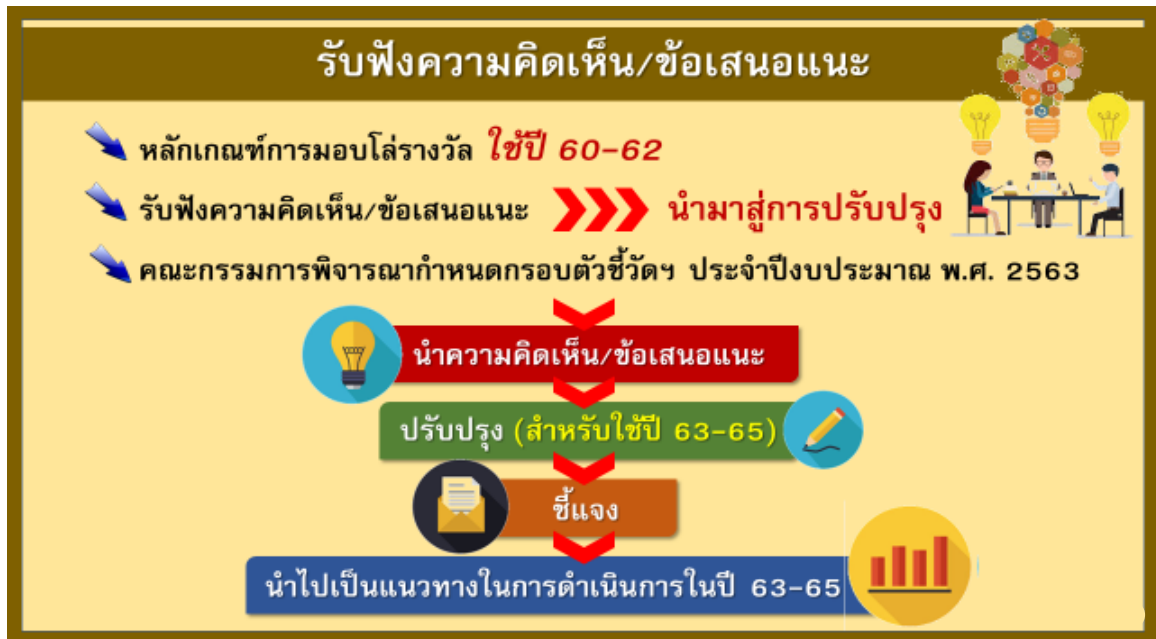 รับฟังความคิดเห็น/ข้อเสนอแนะ
หลักเกณฑ์การมอบโล่รางวัล ใช้ปี 60-62
รับฟังความคิดเห็น/ข้อเสนอแนะ นำมาสู่การปรับปรุง
คณะกรรมการพิจารณากำหนดกรอบตัวชี้วัดฯ ประจำปีงบประมาณ พ.ศ. 2563
นำความคิดเห็น/ข้อเสนอแนะ
ปรับปรุง (สำหรับใช้ปี 63-65)
ชี้แจง
นำไปเป็นแนวทางในการดำเนินการในปี 63-65